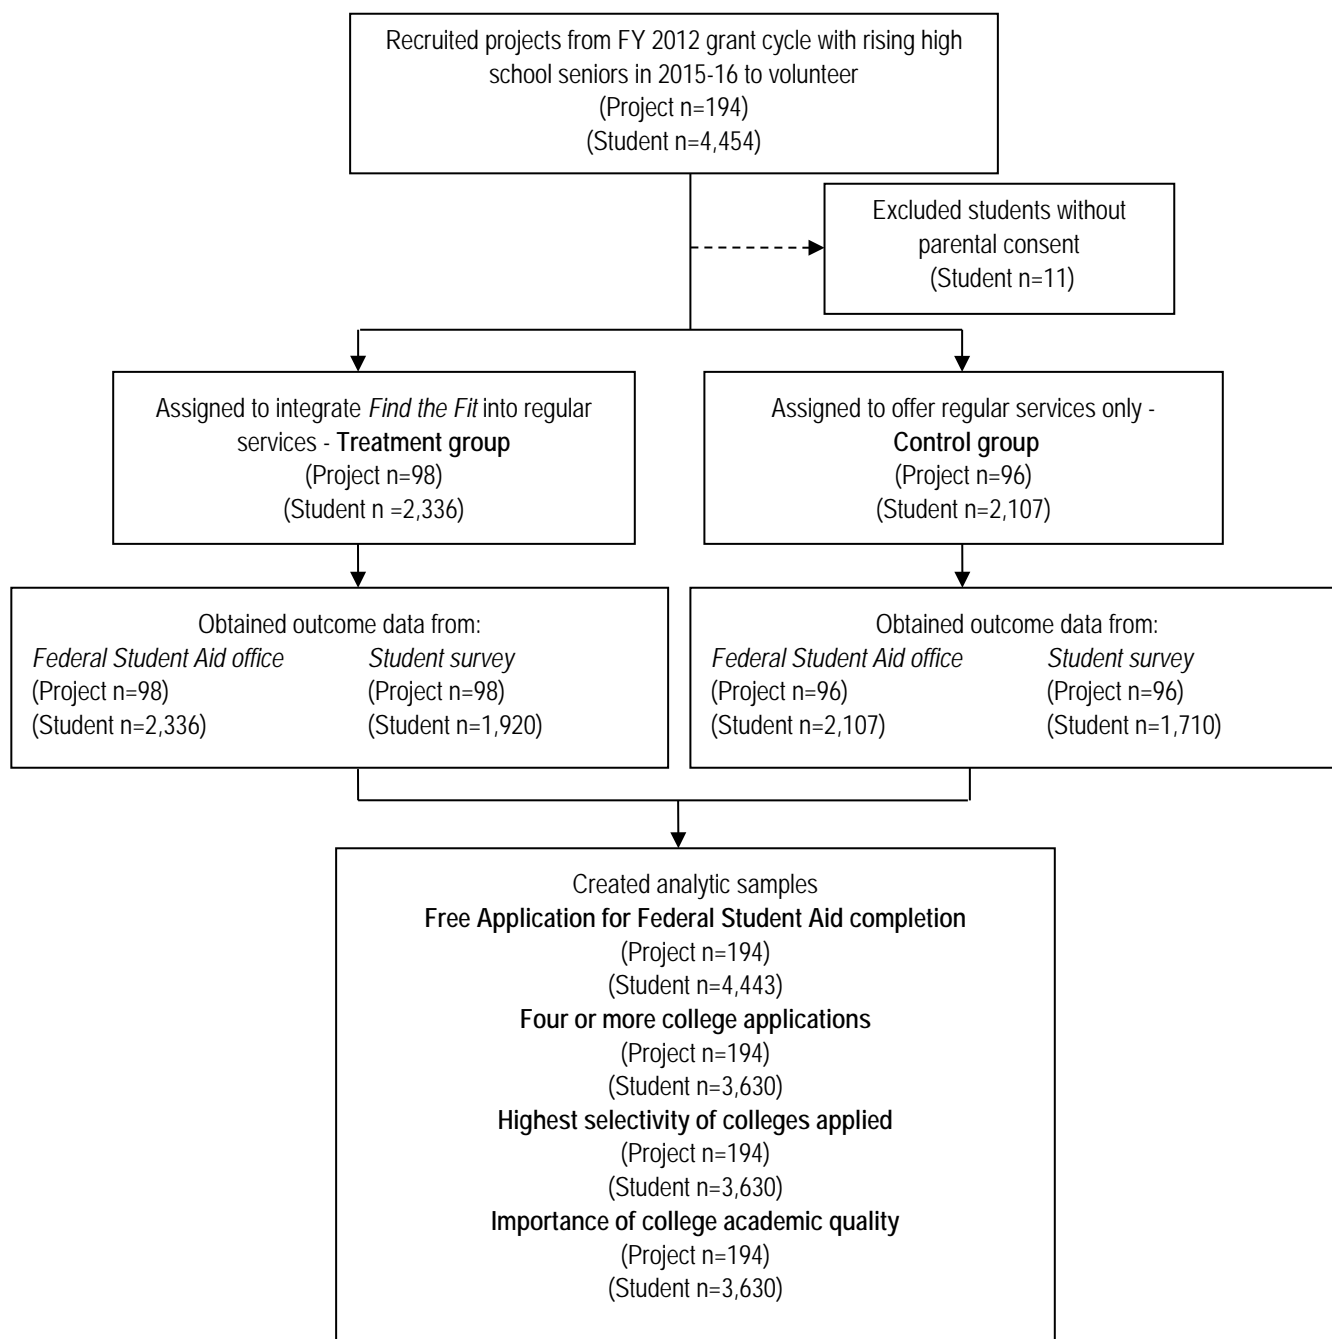 Recruited projects from FY 2012 grant cycle with rising high
school seniors in 2015-16 to volunteer
(Project n=194)
(Student n=4,454)
Excluded students without
parental consent
(Student n=11)
Assigned to integrate Find the Fit into regular
services - Treatment group
(Project n=98)
(Student n =2,336)
Assigned to offer regular services only -
Control group
(Project n=96)
(Student n=2,107)
Obtained outcome data from:
Federal Student Aid office
(Project n=98)
(Student n=2,336)
Student survey
(Project n=98)
(Student n=1,920)
Obtained outcome data from:
Federal Student Aid office
(Project n=96)
(Student n=2,107)
Student survey
(Project n=96)
(Student n=1,710)
Created analytic samples
Free Application for Federal Student Aid completion
(Project n=194)
(Student n=4,443)
Four or more college applications
(Project n=194)
(Student n=3,630)
Highest selectivity of colleges applied
(Project n=194)
(Student n=3,630)
Importance of college academic quality
(Project n=194)
(Student n=3,630)